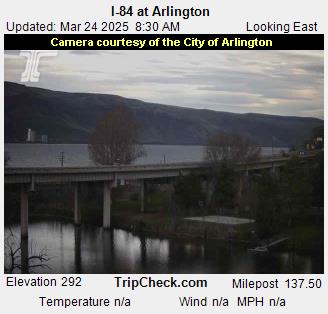 I-84 at Arlington
Updated: Mar 24 2025 8:30 AM Looking East
Camera courtesy of the City of Arlington
Elevation 292 TripCheck.com Milepost 137.50
Temperature n/a Wind n/a MPH n/a